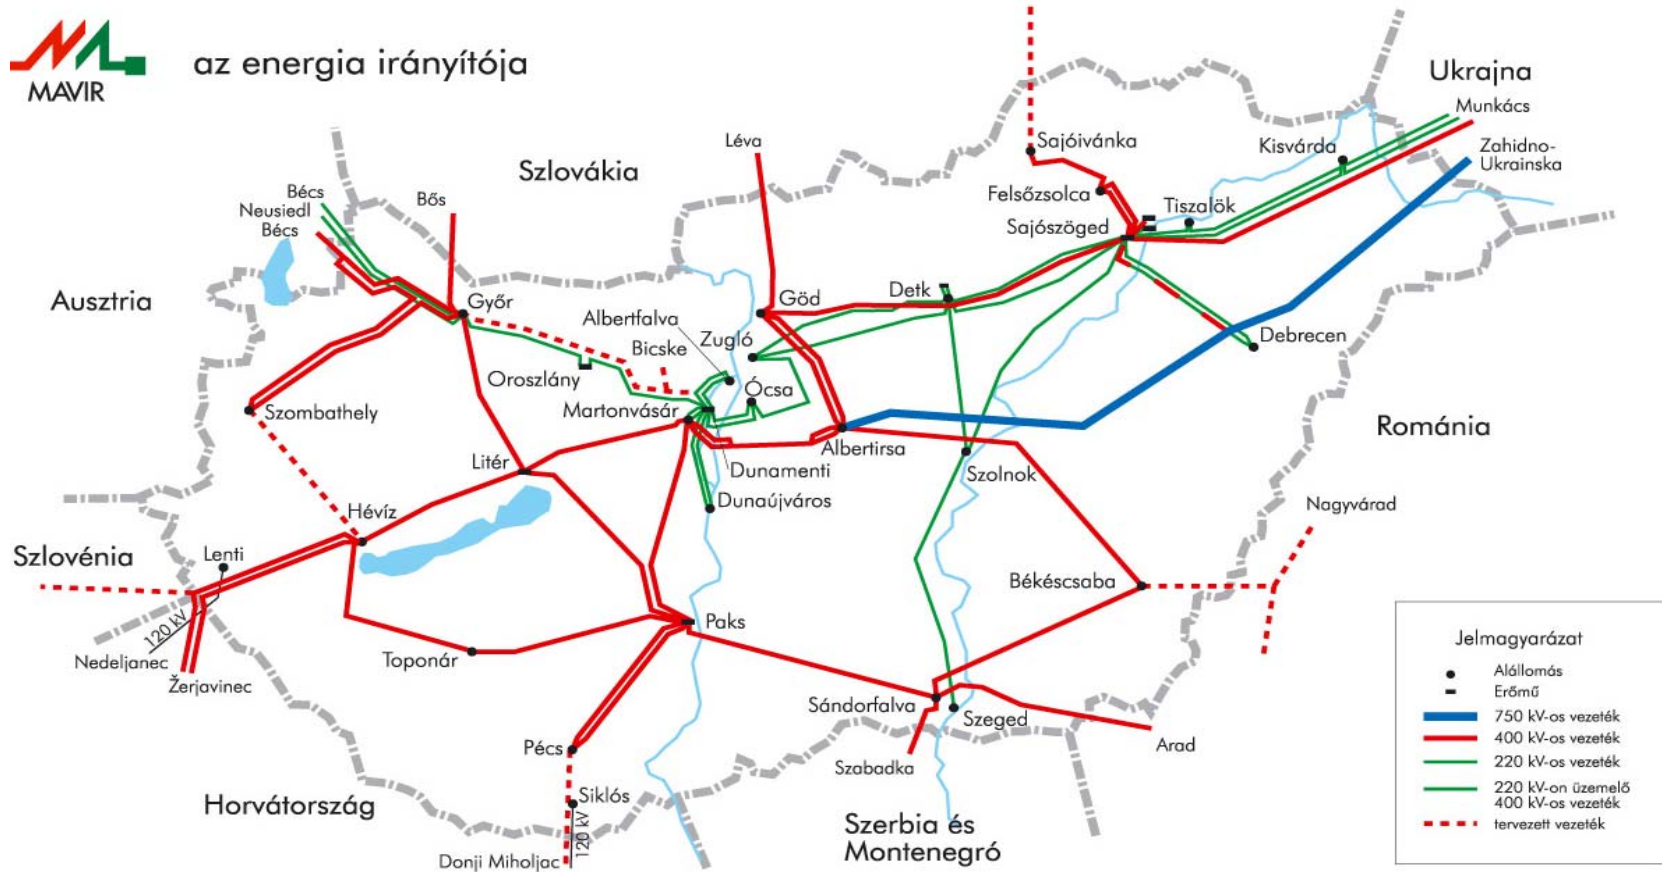 MAVIR
az energia irányítója
Ukrajna
Munkács
Zahidno-
Ukrainska
Kisvárda
Sajóivánka
Felsőzsolca
Tiszalök
Sajószöged
Léva
Szlovákia
Bécs
Neusiedl
Bécs
Bős
Ausztria
Győr
Göd
Detk
Albertfalva
Zugló
Bicske
Debrecen
Oroszlány
Ócsa
Martonvásár
Szombathely
Albertirsa
Románia
Litér
Dunamenti
Szolnok
Dunaújváros
Nagyvárad
Hévíz
Szlovénia
Lenti
Békéscsaba
120 kV
Paks
Nedeljanec
Toponár
Žerjavinec
Sándorfalva
Szeged
Arad
Pécs
Szabadka
Siklós
Horvátország
120 kV
Szerbia és
Montenegró
Donji Miholjac
Jelmagyarázat
Alállomás
Erőmű
750 kV-os vezeték
400 kV-os vezeték
220 kV-os vezeték
220 kV-on üzemelő
400 kV-os vezeték
tervezett vezeték